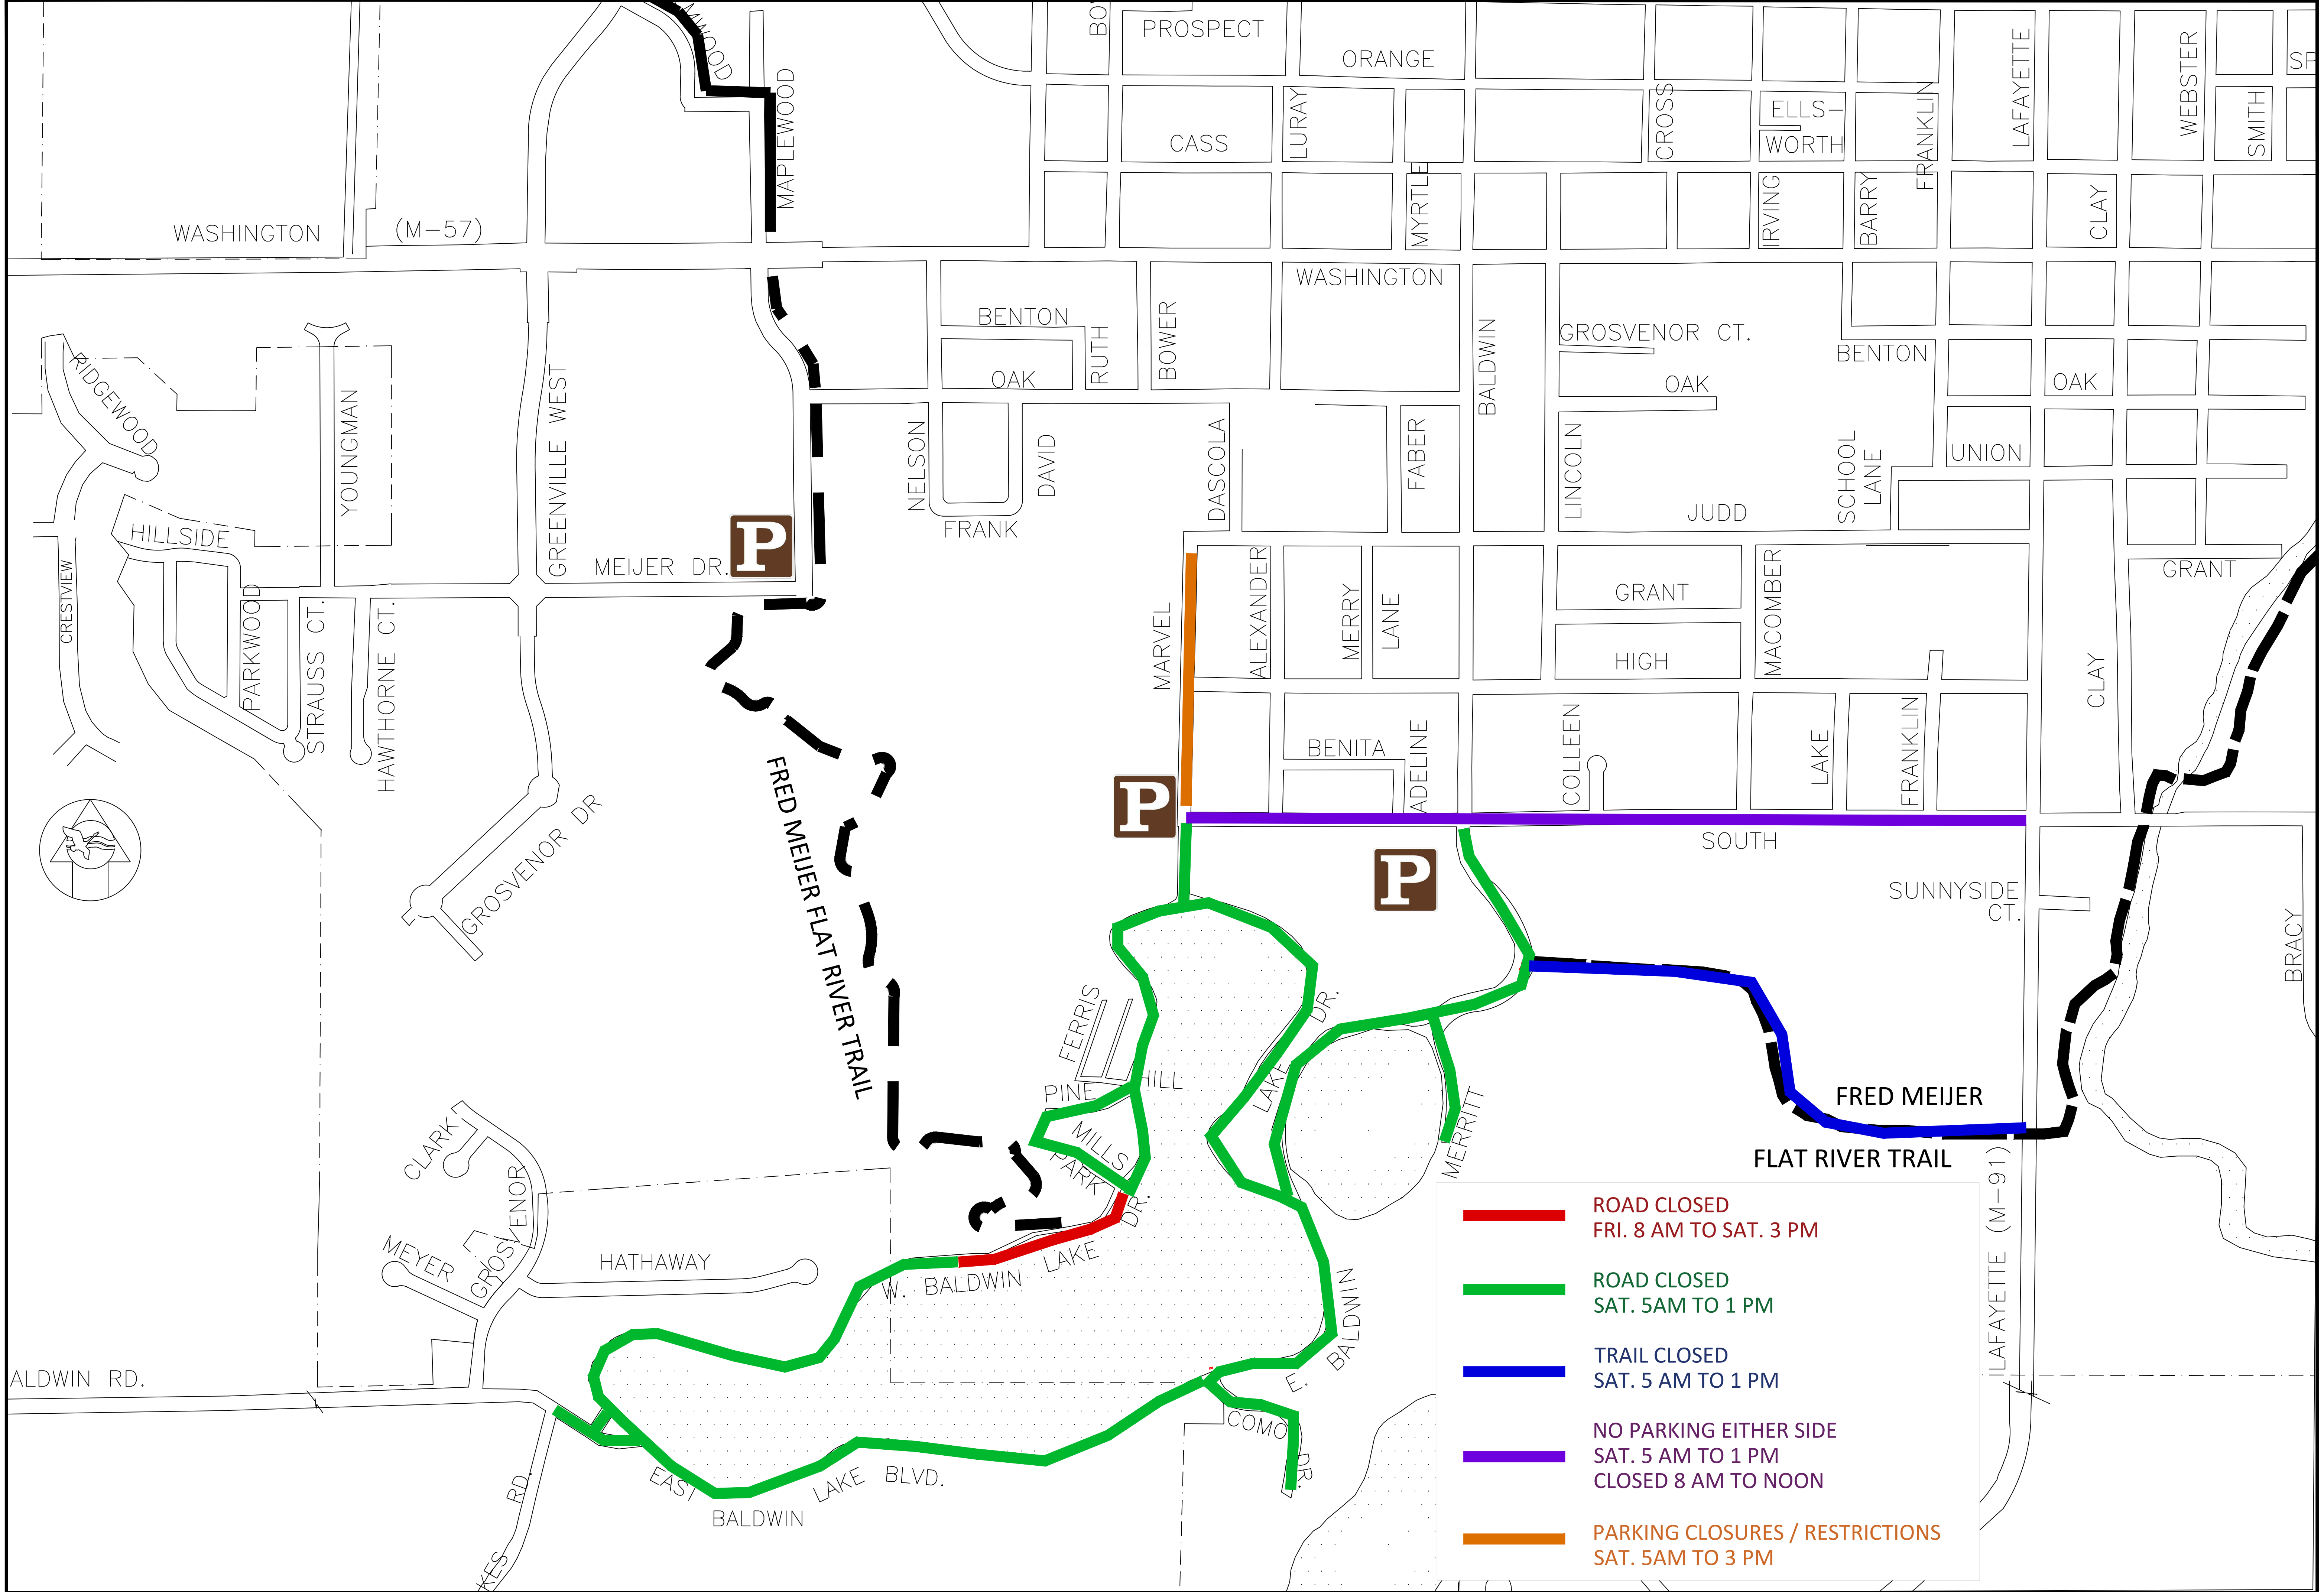 PROSPECT
ORANGE
MAPLEWOOD
CASS
LURAY
MYRTLE
CROSS
ELLS-
WORTH
IRVING
BARRY
FRANKLIN
LAFAYETTE
CLAY
WEBSTER
SMITH
WASHINGTON
(M-57)
WASHINGTON
BENTON
OAK
RUTH
BOWER
BALDWIN
GROSVENOR CT.
OAK
BENTON
OAK
RIDGEWOOD
YOUNGMAN
GREENVILLE WEST
NELSON
DAVID
FRANK
DASCOLA
FABER
LINCOLN
JUDD
SCHOOL
LANE
UNION
HILLSIDE
MEIJER DR.
P
CRESTVIEW
PARKWOOD
STRAUSS CT.
HAWTHORNE CT.
MARVEL
ALEXANDER
MERRY
LANE
GRANT
HIGH
MACOMBER
GRANT
CLAY
BENITA
ADELINE
COLLEEN
LAKE
FRANKLIN
GROSVENOR DR
FRED MEIJER FLAT RIVER TRAIL
P
P
SOUTH
SUNNYSIDE
CT.
BRACY
FERRIS
PINE HILL
MILLS
PARK
DR.
LAKE DR.
MERRITT
FRED MEIJER
FLAT RIVER TRAIL
LAFAYETTE (M-91)
CLARK
GROSVENOR
MEYER
HATHAWAY
W. BALDWIN LAKE
E. BALDWIN
ALDWIN RD.
COMO DR.
EAST BALDWIN LAKE BLVD.
RD.
KES
ROAD CLOSED
FRI. 8 AM TO SAT. 3 PM
ROAD CLOSED
SAT. 5AM TO 1 PM
TRAIL CLOSED
SAT. 5 AM TO 1 PM
NO PARKING EITHER SIDE
SAT. 5 AM TO 1 PM
CLOSED 8 AM TO NOON
PARKING CLOSURES / RESTRICTIONS
SAT. 5AM TO 3 PM